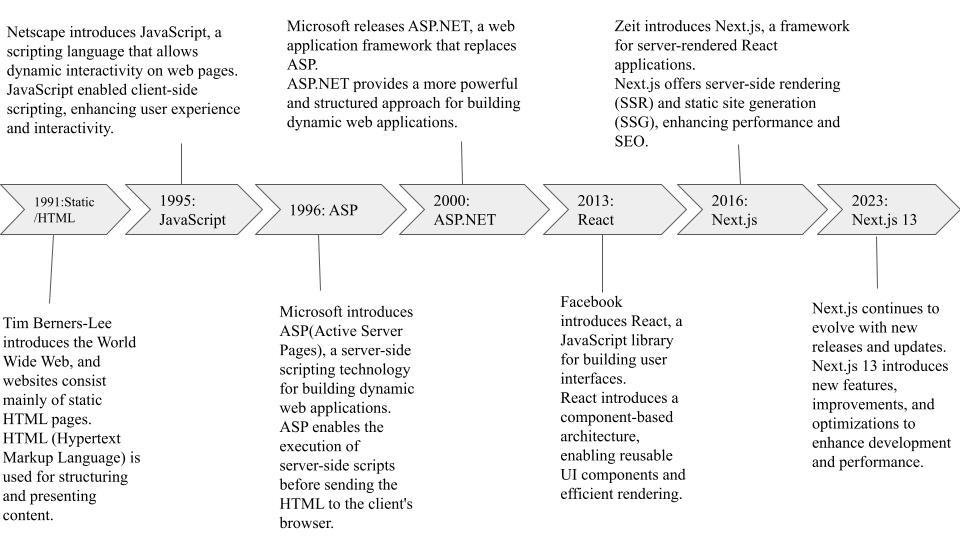 Netscape introduces JavaScript, a
scripting language that allows
dynamic interactivity on web pages.
JavaScript enabled client-side
scripting, enhancing user experience
and interactivity.
Microsoft releases ASP.NET, a web
application framework that replaces
ASP.
ASP.NET provides a more powerful
and structured approach for building
dynamic web applications.
Zeit introduces Next.js, a framework
for server-rendered React
applications.
Next.js offers server-side rendering
(SSR) and static site generation
(SSG), enhancing performance and
SEO.
1991:Static
/HTML
1995:
JavaScript
1996: ASP
2000:
ASP.NET
2013:
React
2016:
Next.js
2023:
Next.js 13
Tim Berners-Lee
introduces the World
Wide Web, and
websites consist
mainly of static
HTML pages.
HTML (Hypertext
Markup Language) is
used for structuring
and presenting
content.
Microsoft introduces
ASP(Active Server
Pages), a server-side
scripting technology
for building dynamic
web applications.
ASP enables the
execution of
server-side scripts
before sending the
HTML to the client's
browser.
Facebook
introduces React, a
JavaScript library
for building user
interfaces.
React introduces a
component-based
architecture,
enabling reusable
UI components and
efficient rendering.
Next.js continues to
evolve with new
releases and updates.
Next.js 13 introduces
new features,
improvements, and
optimizations to
enhance development
and performance.